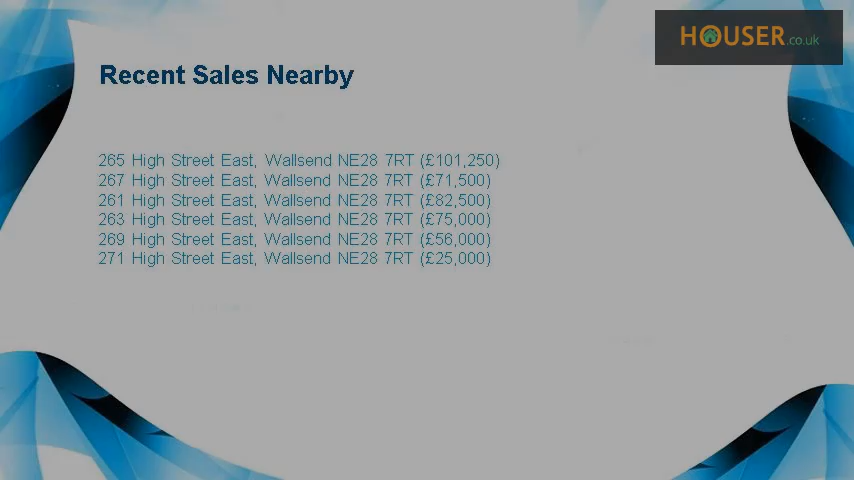 HOUSER.co.uk
Recent Sales Nearby
265 High Street East, Wallsend NE28 7RT (£101,250)
267 High Street East, Wallsend NE28 7RT (£71,500)
261 High Street East, Wallsend NE28 7RT (£82,500)
263 High Street East, Wallsend NE28 7RT (£75,000)
269 High Street East, Wallsend NE28 7RT (£56,000)
271 High Street East, Wallsend NE28 7RT (£25,000)